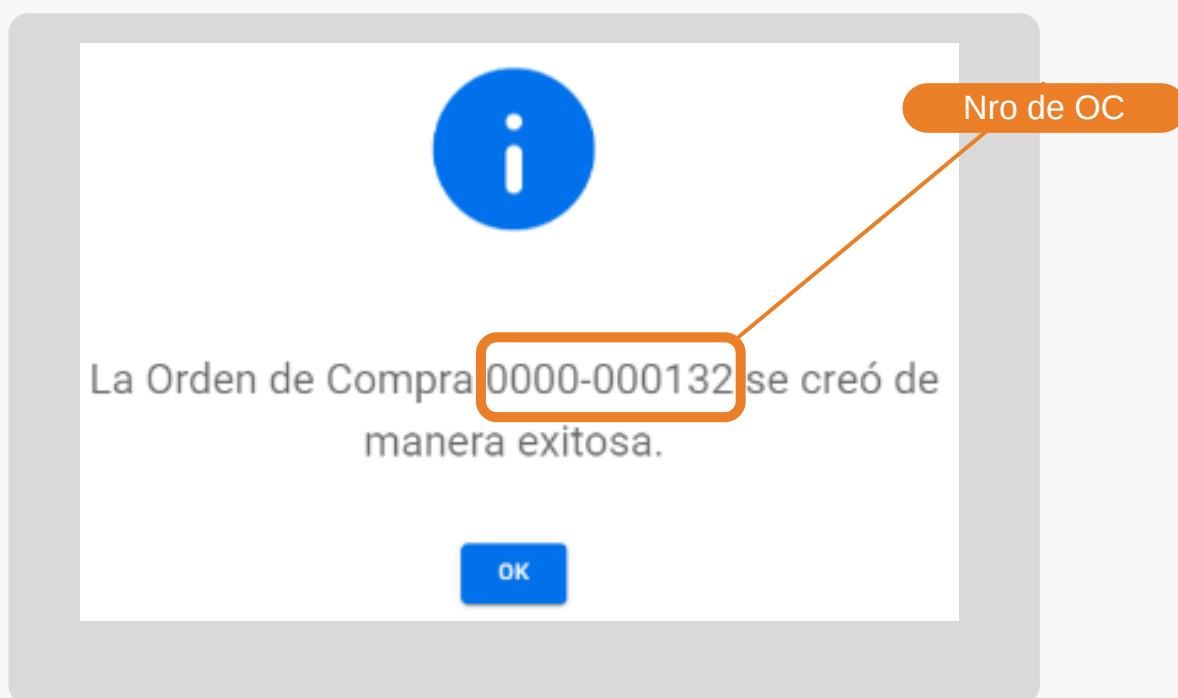 Nro de OC
La Orden de Compra 0000-000132 se creó de
manera exitosa.
OK